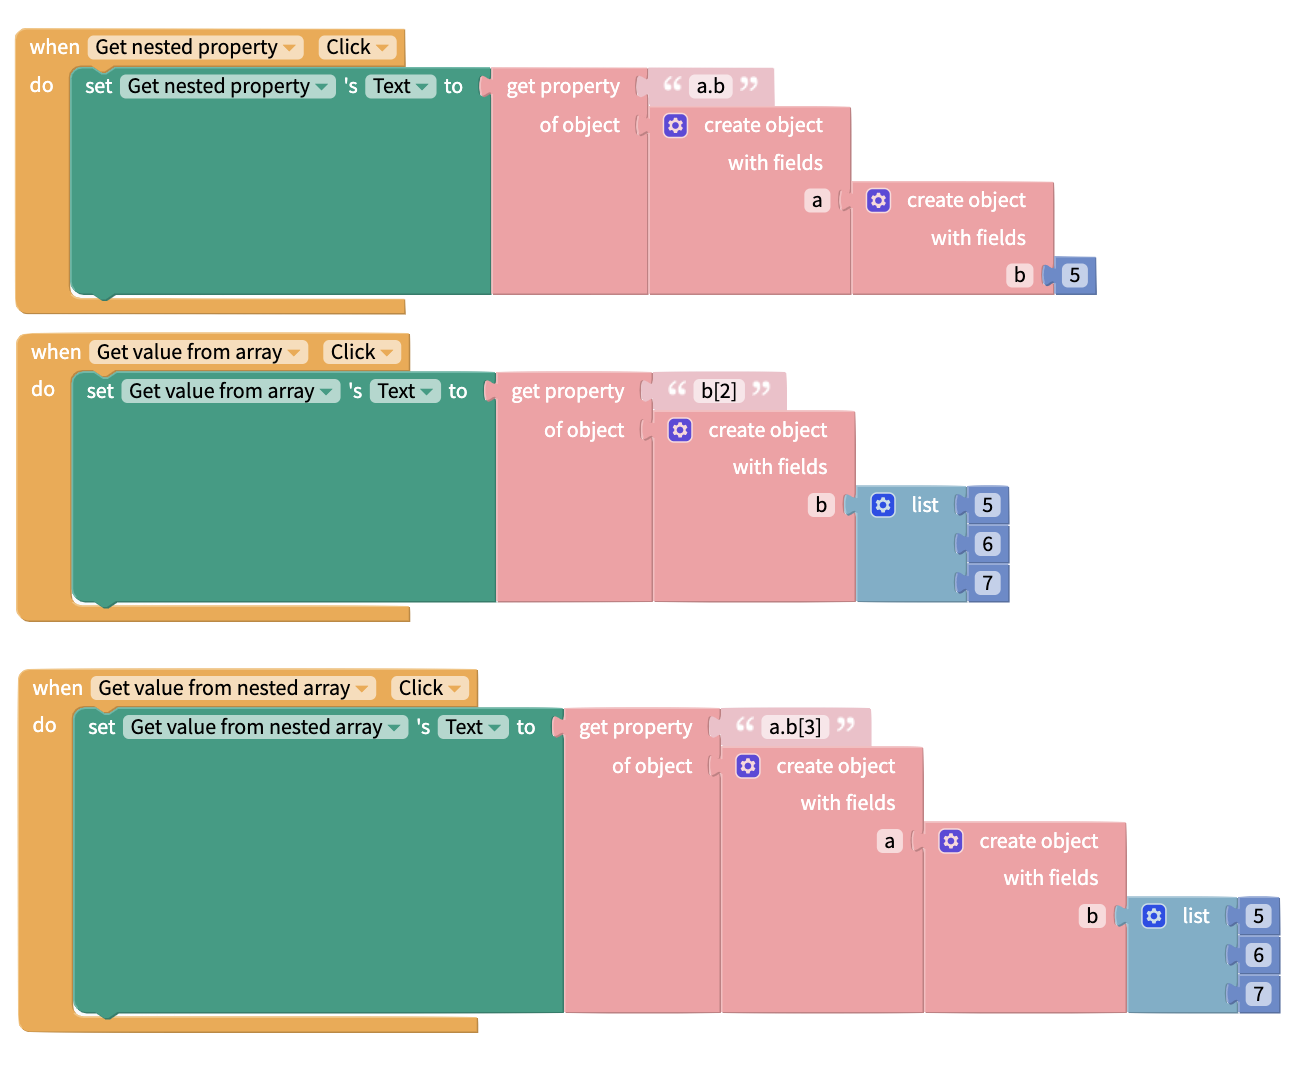 when Get nested property Click
do set Get nested property 's Text to get property “ a.b ”
of object create object
with fields
a create object
with fields
b 5
when Get value from array Click
do set Get value from array 's Text to get property “ b[2] ”
of object create object
with fields
b list 5
6
7
when Get value from nested array Click
do set Get value from nested array 's Text to get property “ a.b[3] ”
of object create object
with fields
a create object
with fields
b list 5
6
7